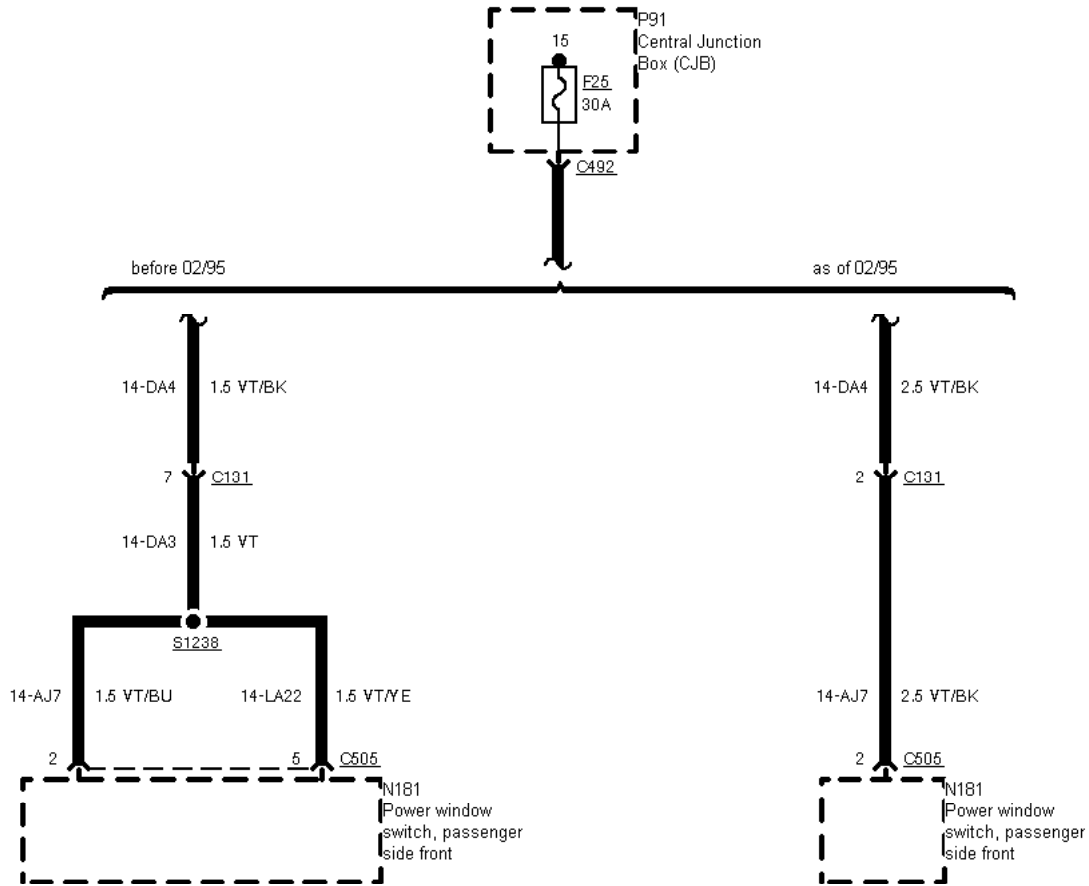 P91
Central Junction
Box (CJB)
15
F25
30A
C492
before 02/95
as of 02/95
14-DA4
1.5 VT/BK
14-DA4
2.5 VT/BK
7
C131
2
C131
14-DA3
1.5 VT
S1238
14-AJ7
1.5 VT/BU
14-LA22
1.5 VT/YE
14-AJ7
2.5 VT/BK
2
5
C505
2
C505
N181
Power window
switch, passenger
side front
N181
Power window
switch, passenger
side front